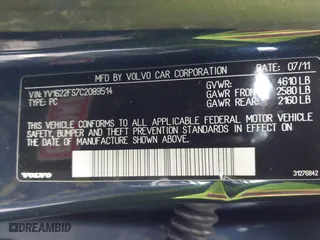 MFD BY VOLVO CAR CORPORATION.
07/11
VIN: YV1622FS7C2089514
TYPE: PC
GVWR: 4610 LB
GAWR FRONT: 2580 LB
GAWR REAR: 2160 LB
THIS VEHICLE CONFORMS TO ALL APPLICABLE FEDERAL MOTOR VEHICLE
SAFETY, BUMPER, AND THEFT PREVENTION STANDARDS IN EFFECT ON
THE DATE OF MANUFACTURE SHOWN ABOVE.
VOLVO
31276842
DREAMBID